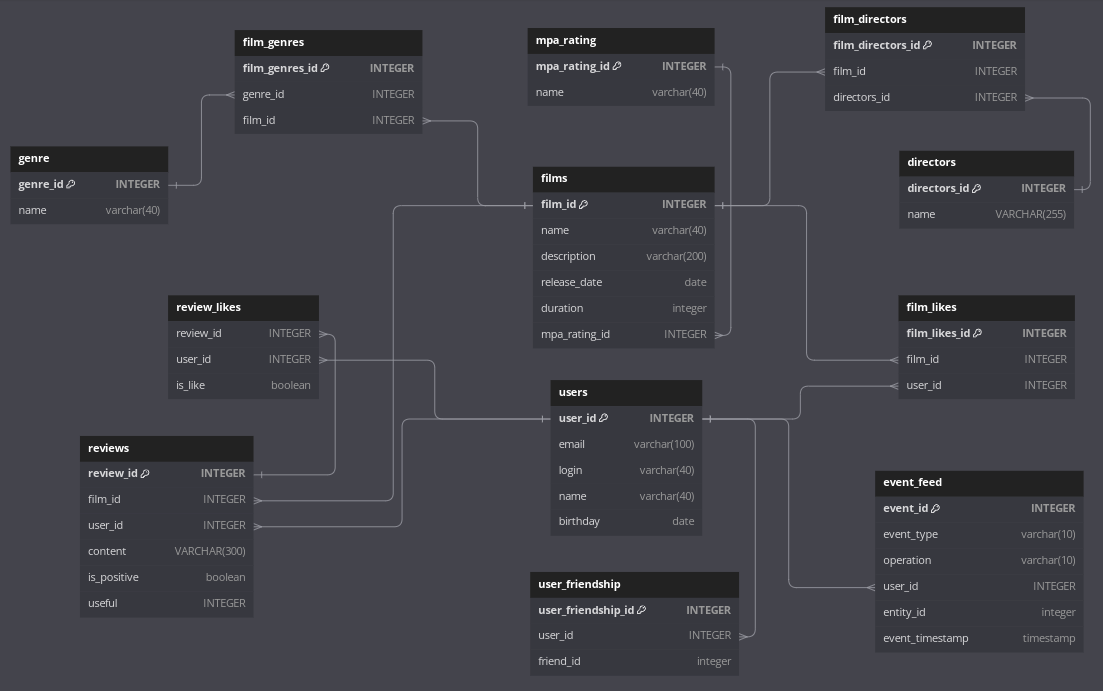 film_genres
film_genres_id INTEGER
genre_id INTEGER
film_id INTEGER
mpa_rating
mpa_rating_id INTEGER
name varchar(40)
film_directors
film_directors_id INTEGER
film_id INTEGER
directors_id INTEGER
genre
genre_id INTEGER
name varchar(40)
films
film_id INTEGER
name varchar(40)
description varchar(200)
release_date date
duration integer
mpa_rating_id INTEGER
directors
directors_id INTEGER
name VARCHAR(255)
review_likes
review_id INTEGER
user_id INTEGER
is_like boolean
film_likes
film_likes_id INTEGER
film_id INTEGER
user_id INTEGER
users
user_id INTEGER
email varchar(100)
login varchar(40)
name varchar(40)
birthday date
reviews
review_id INTEGER
film_id INTEGER
user_id INTEGER
content VARCHAR(300)
is_positive boolean
useful INTEGER
event_feed
event_id INTEGER
event_type varchar(10)
operation varchar(10)
user_id INTEGER
entity_id integer
event_timestamp timestamp
user_friendship
user_friendship_id INTEGER
user_id INTEGER
friend_id integer